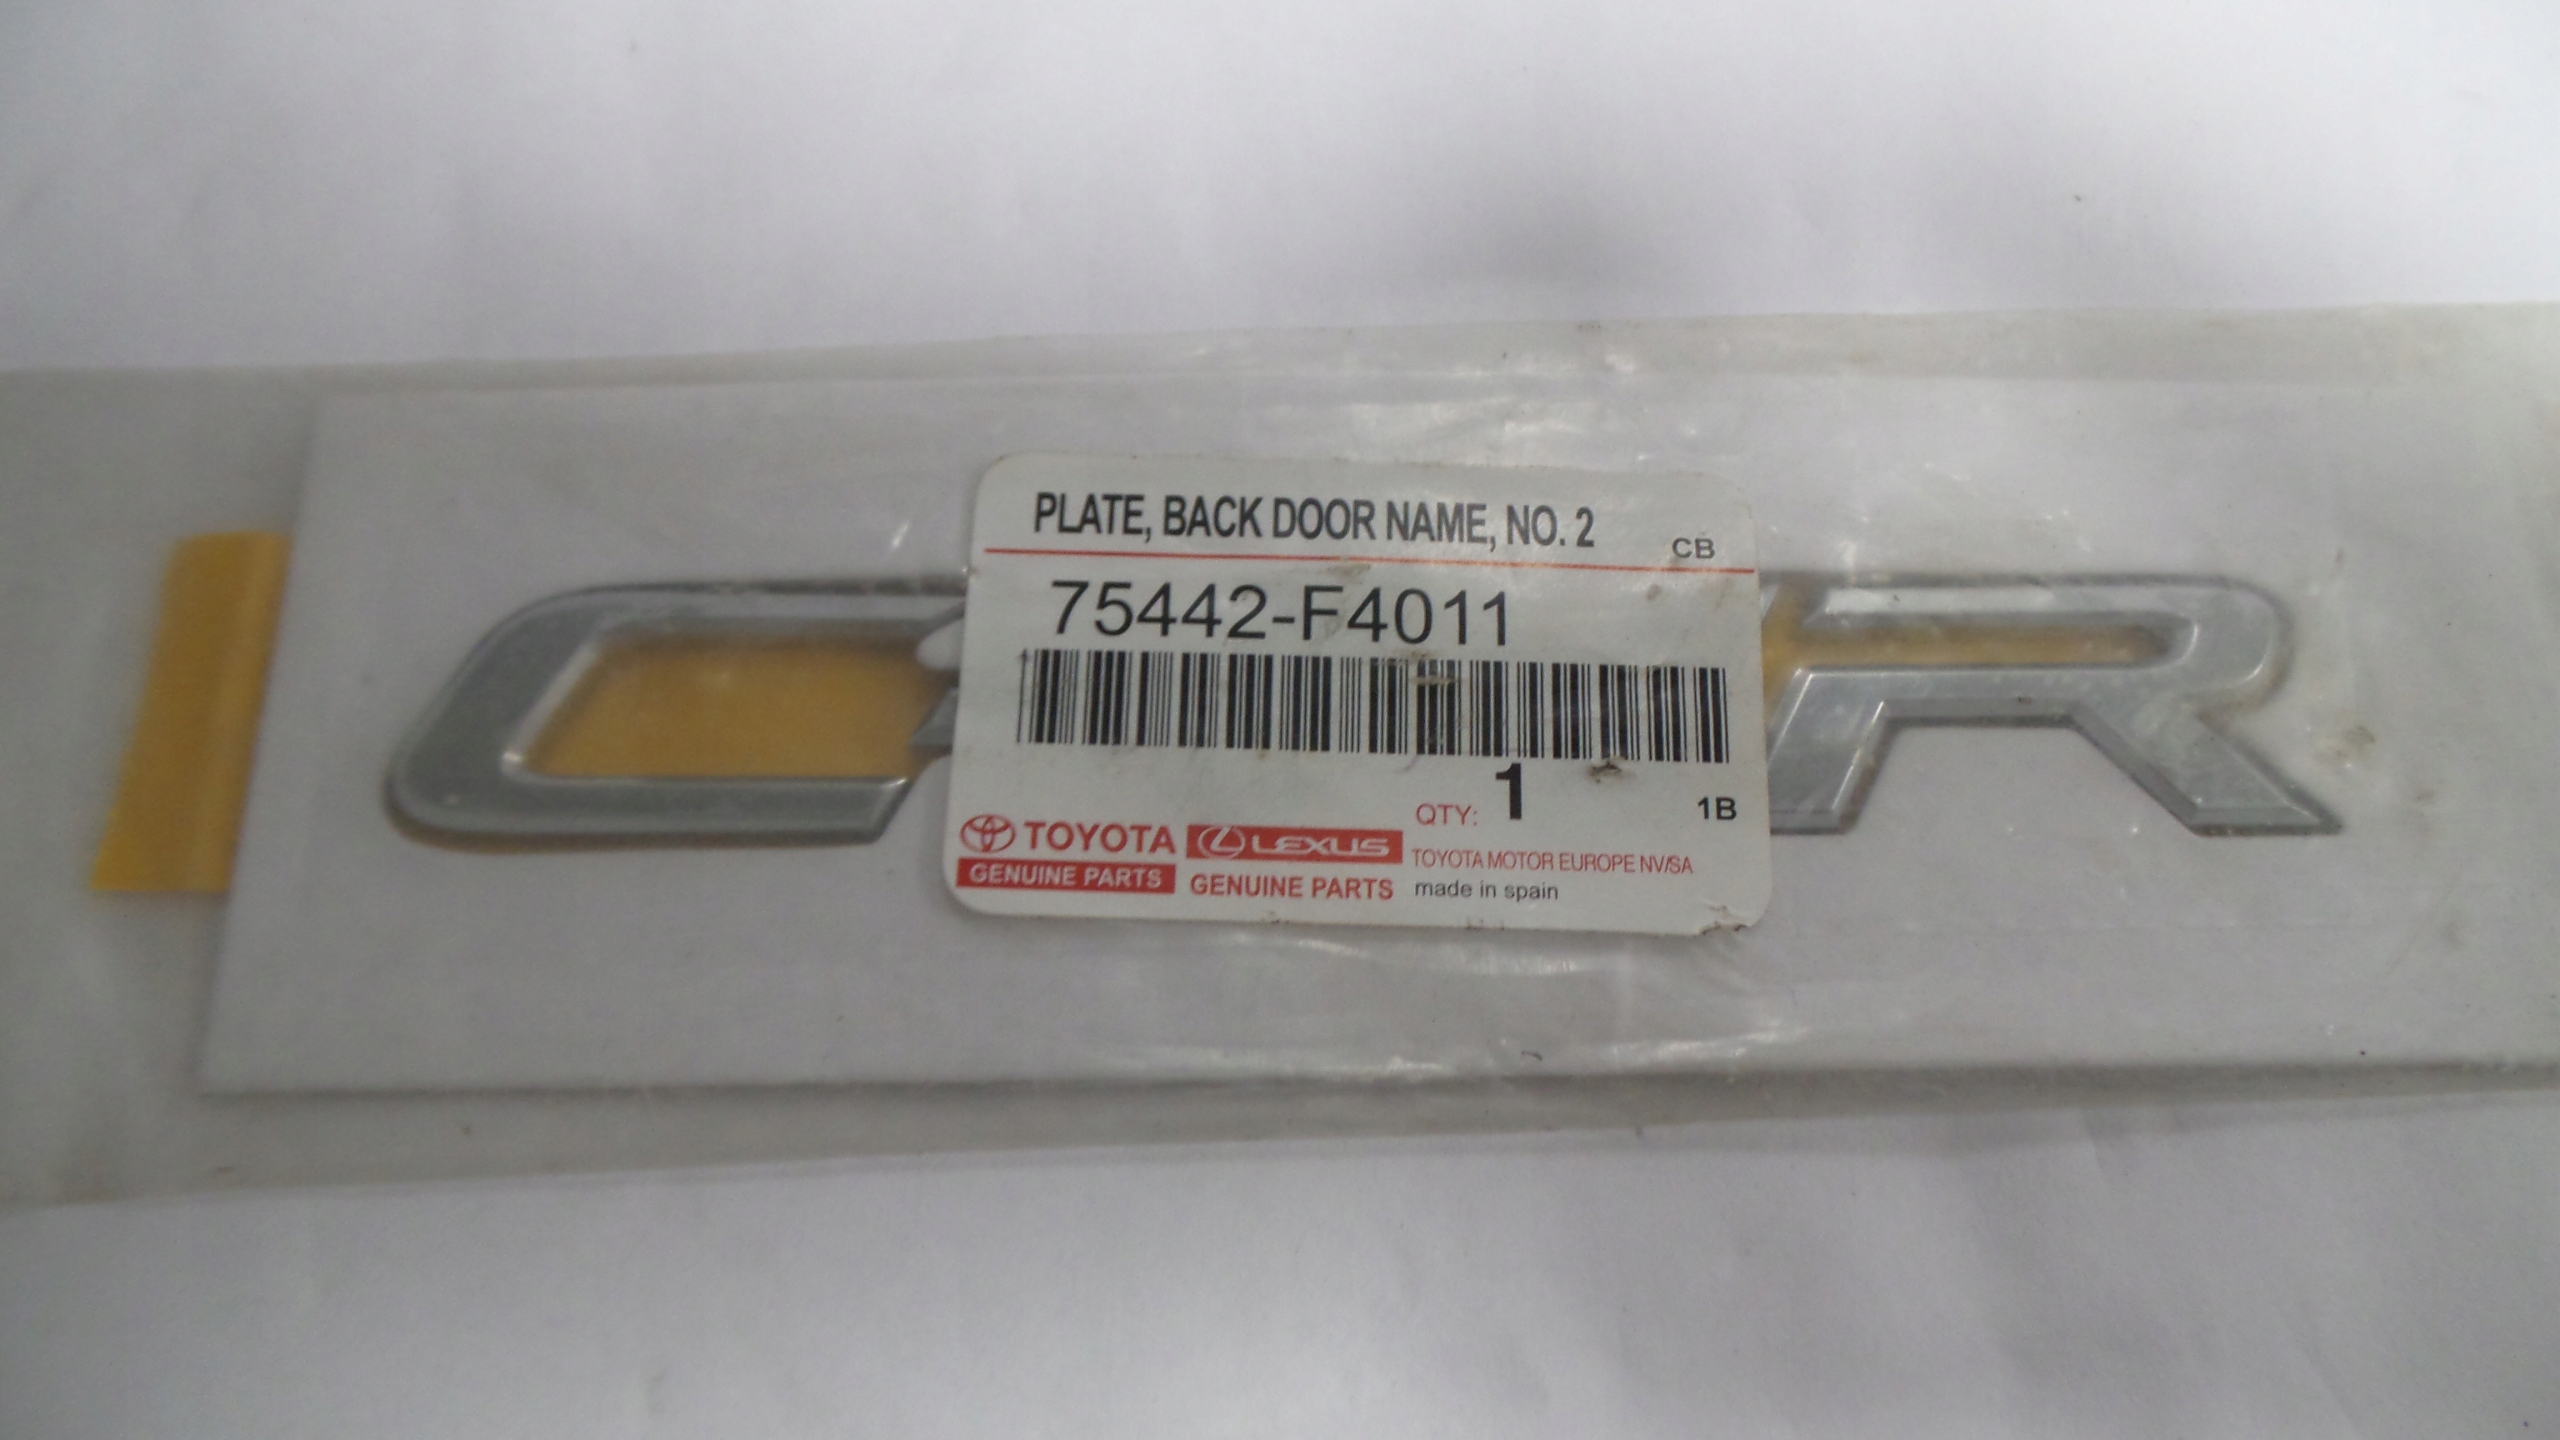 PLATE, BACK DOOR NAME, NO. 2
CB
75442-F4011
QTY: 1
1B
TOYOTA
GENUINE PARTS
LEXUS
GENUINE PARTS
TOYOTA MOTOR EUROPE NV/SA
made in spain
C
R